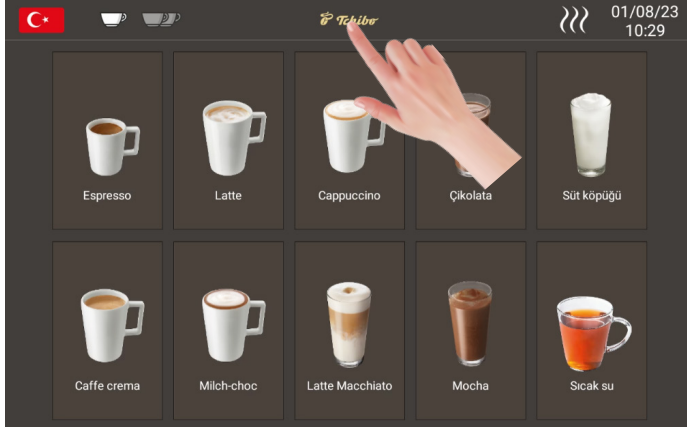 Tchibo
01/08/23
10:29
Espresso
Latte
Cappuccino
Çikolata
Süt köpüğü
Caffe crema
Milch-choc
Latte Macchiato
Mocha
Sıcak su